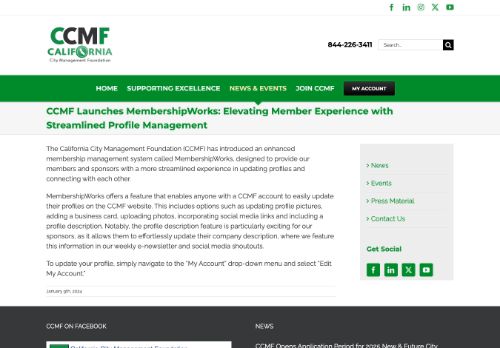 CCMF
CALIFORNIA
City Management Foundation
844-226-3411
Search...
HOME SUPPORTING EXCELLENCE NEWS & EVENTS JOIN CCMF MY ACCOUNT
CCMF Launches MembershipWorks: Elevating Member Experience with
Streamlined Profile Management
The California City Management Foundation (CCMF) has introduced an enhanced
membership management system called MembershipWorks, designed to provide our
members and sponsors with a more streamlined experience in updating profiles and
connecting with each other.
MembershipWorks offers a feature that enables anyone with a CCMF account to easily update
their profiles on the CCMF website. This includes options such as updating profile pictures,
adding a business card, uploading photos, incorporating social media links and including a
profile description. Notably, the profile description feature is particularly exciting for our
sponsors, as it allows them to effortlessly update their company description, where we feature
this information in our weekly e-newsletter and social media shoutouts.
To update your profile, simply navigate to the "My Account" drop-down menu and select "Edit
My Account."
January 9th, 2024
> News
> Events
> Press Material
> Contact Us
Get Social
CCMF ON FACEBOOK
NEWS
California City Management Foundation
CCMF Opens Application Period for 2025 New & Future City